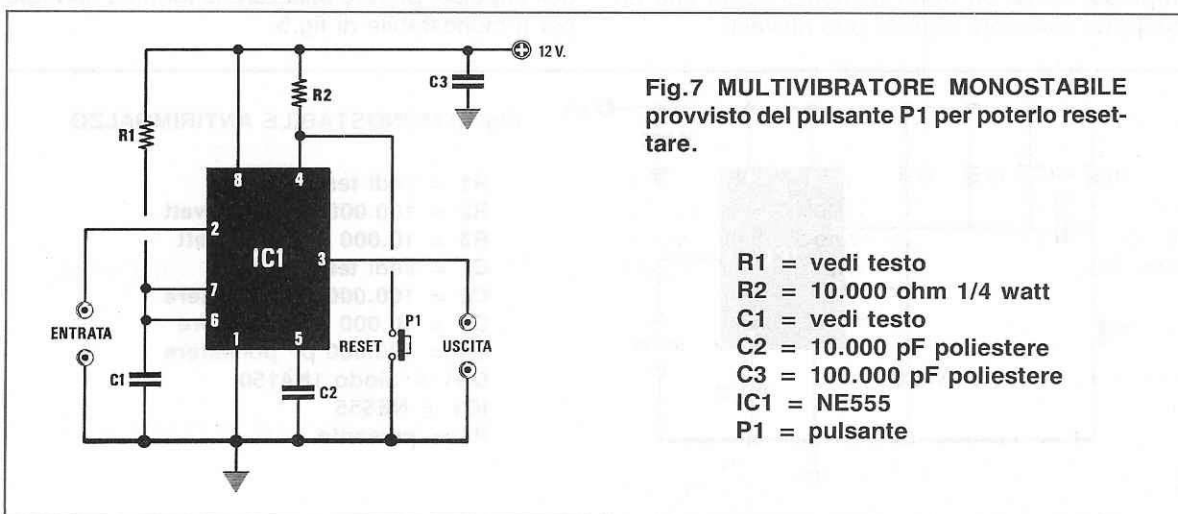 12 V.
C3
R2
R1
8
4
2
IC1
3
7
6
1
5
ENTRATA
RESET
P1
USCITA
C1
C2
Fig.7 MULTIVIBRATORE MONOSTABILE
provvisto del pulsante P1 per poterlo reset-
tare.
R1 = vedi testo
R2 = 10.000 ohm 1/4 watt
C1 = vedi testo
C2 = 10.000 pF poliestere
C3 = 100.000 pF poliestere
IC1 = NE555
P1 = pulsante